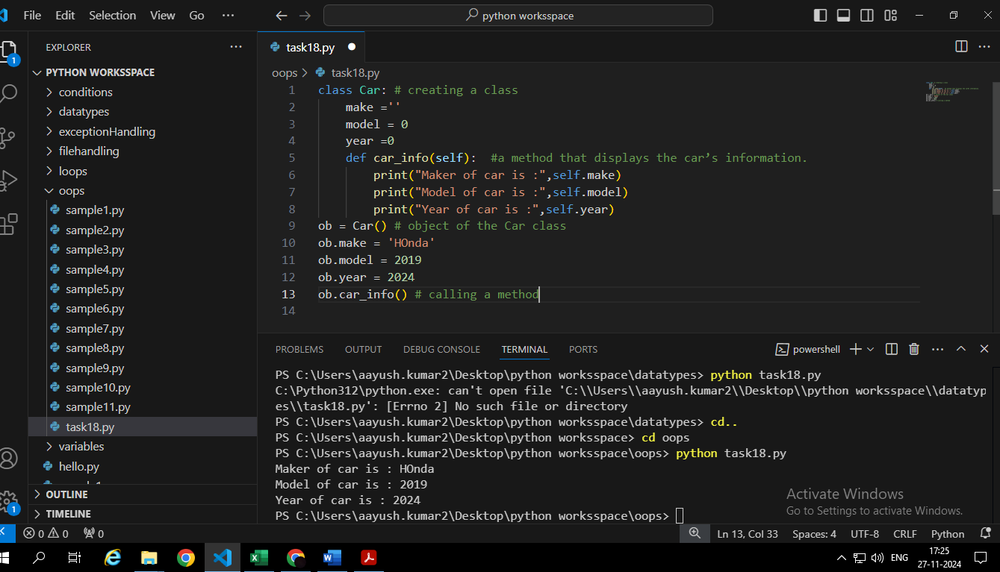 File Edit Selection View Go ··· python worksspace
EXPLORER ···
1
PYTHON WORKSSPACE
conditions
datatypes
exceptionHandling
filehandling
loops
oops
sample1.py
sample2.py
sample3.py
sample4.py
sample5.py
sample6.py
sample7.py
sample8.py
sample9.py
sample10.py
sample11.py
task18.py
variables
hello.py
OUTLINE
TIMELINE
1
task18.py
oops > task18.py
1 class Car: # creating a class
2 make =''
3 model = 0
4 year =0
5 def car_info(self):  #a method that displays the car’s information.
6 print("Maker of car is :",self.make)
7 print("Model of car is :",self.model)
8 print("Year of car is :",self.year)
9 ob = Car() # object of the Car class
10 ob.make = 'HOnda'
11 ob.model = 2019
12 ob.year = 2024
13 ob.car_info() # calling a method
14
PROBLEMS OUTPUT DEBUG CONSOLE TERMINAL PORTS powershell
PS C:\Users\aayush.kumar2\Desktop\python worksspace\datatypes> python task18.py
C:\Python312\python.exe: can't open file 'C:\\Users\\aayush.kumar2\\Desktop\\python worksspace\\datatyp
es\\task18.py': [Errno 2] No such file or directory
PS C:\Users\aayush.kumar2\Desktop\python worksspace\datatypes> cd..
PS C:\Users\aayush.kumar2\Desktop\python worksspace> cd oops
PS C:\Users\aayush.kumar2\Desktop\python worksspace\oops> python task18.py
Maker of car is : HOnda
Model of car is : 2019
Year of car is : 2024
PS C:\Users\aayush.kumar2\Desktop\python worksspace\oops>
Activate Windows
Go to Settings to activate Windows.
0 0 0 Ln 13, Col 33 Spaces: 4 UTF-8 CRLF Python
ENG
17:25
27-11-2024